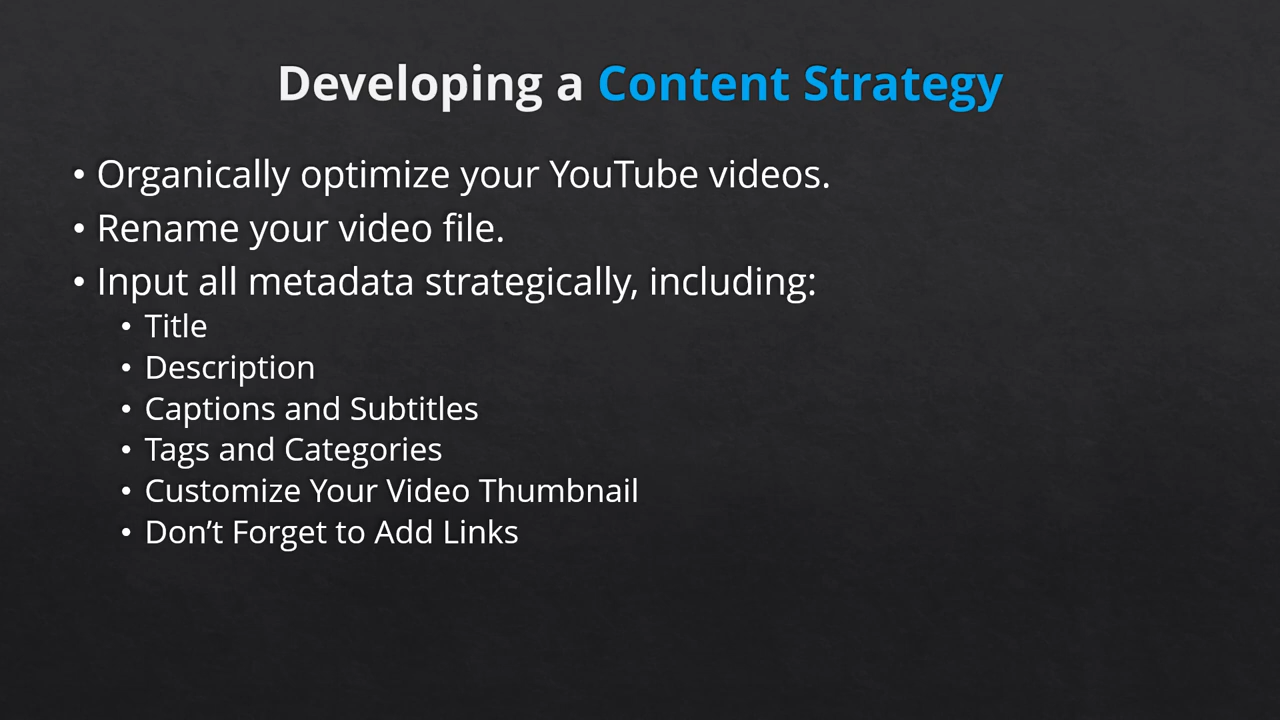 Developing a Content Strategy
• Organically optimize your YouTube videos.
• Rename your video file.
• Input all metadata strategically, including:
• Title
• Description
• Captions and Subtitles
• Tags and Categories
• Customize Your Video Thumbnail
• Don’t Forget to Add Links